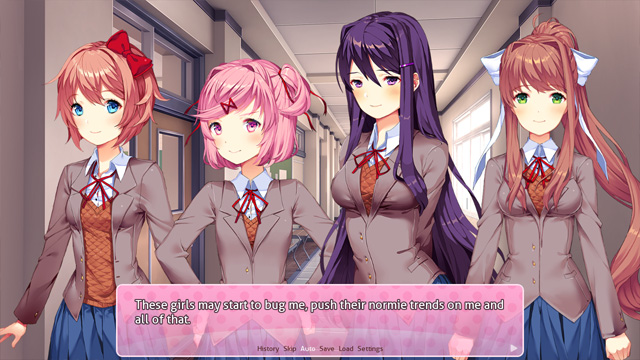 These girls may start to bug me, push their normie trends on me and
all of that.
History Skip Auto Save Load Settings